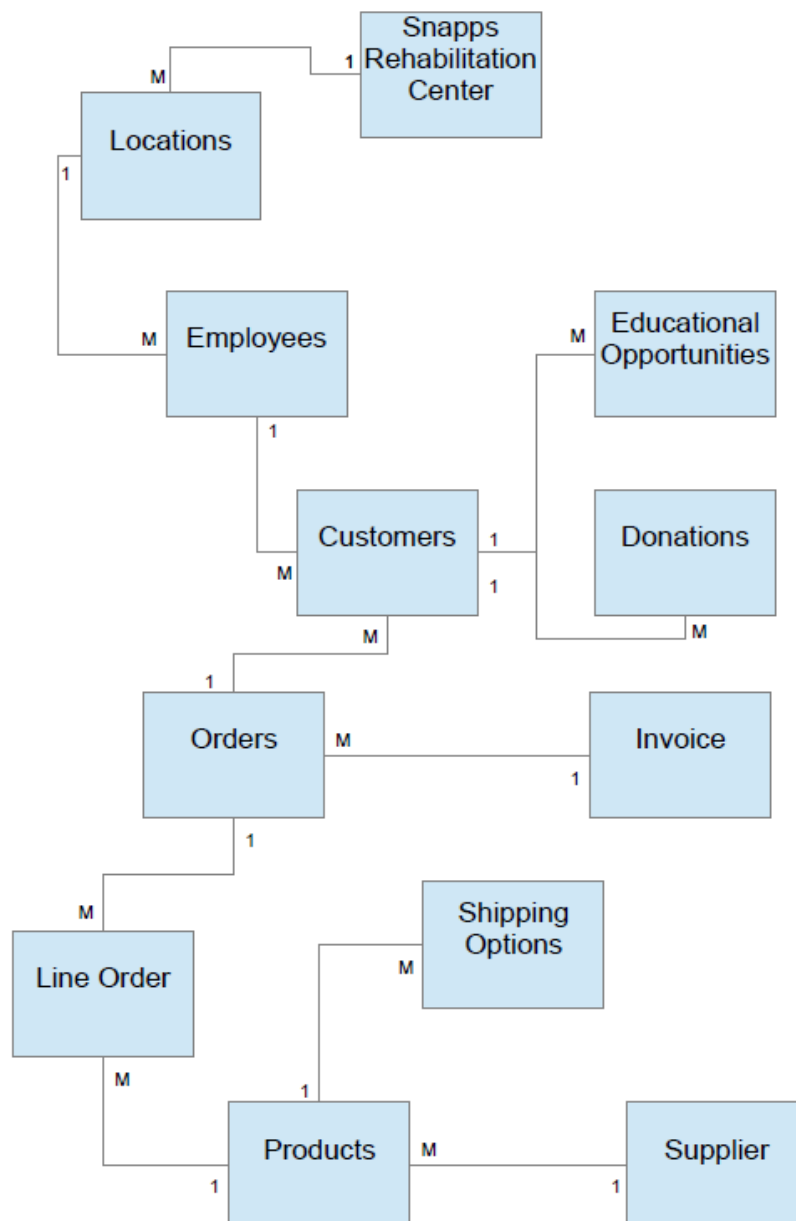 Snapps
Rehabilitation
Center
1
M
Locations
1
M
Employees
1
Educational
Opportunities
M
Customers
M
1
1
M
Donations
M
1
Orders
M
1
Invoice
1
M
Line Order
M
Shipping
Options
M
1
Products
1
M
Supplier
1